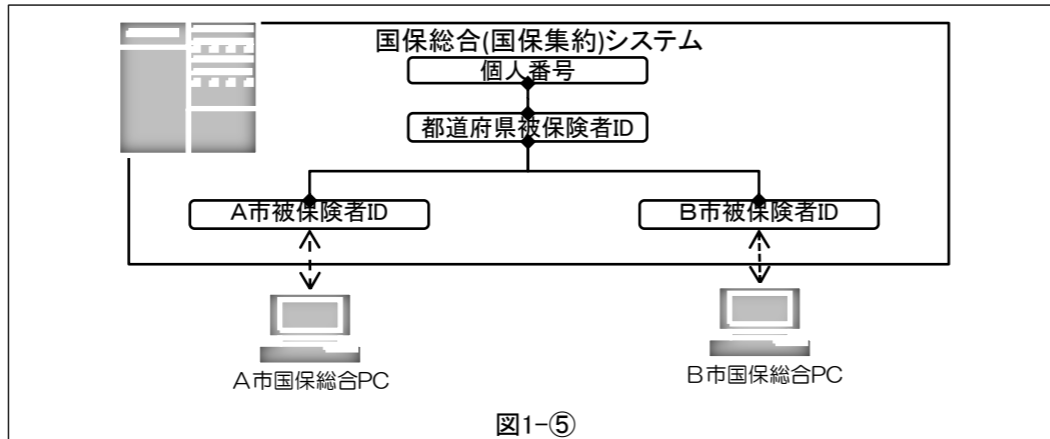 国保総合(国保集約)システム
個人番号
都道府県被保険者ID
A市被保険者ID
B市被保険者ID
A市国保総合PC
B市国保総合PC
図1-⑤